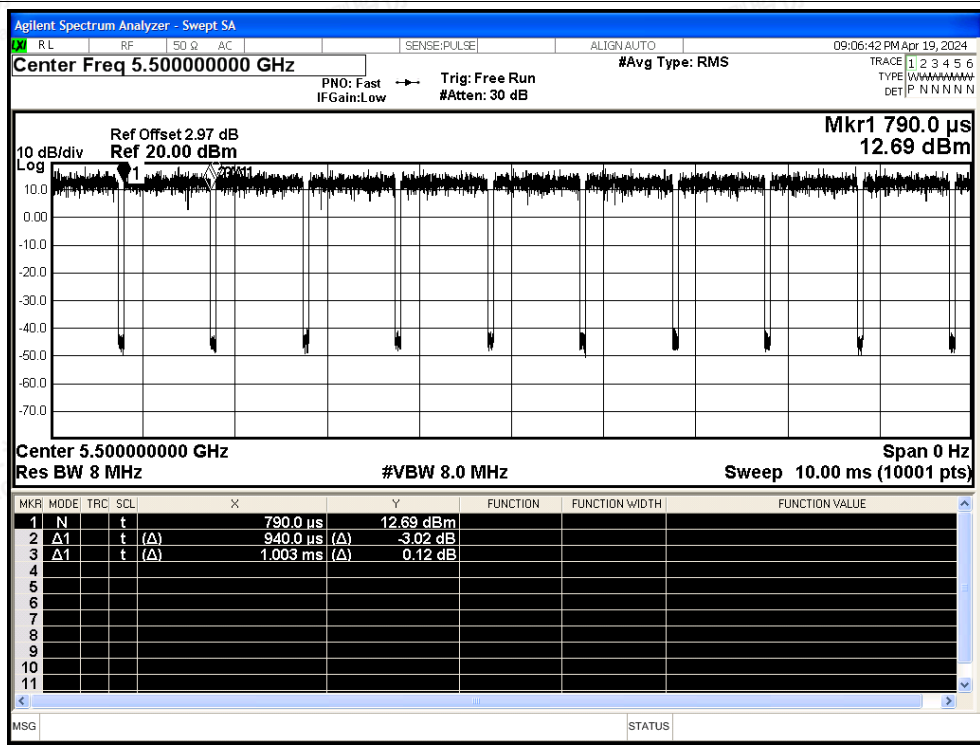 Agilent Spectrum Analyzer - Swept SA
LXI RL RF 50 Ω AC SENSE:PULSE ALIGN AUTO 09:06:42 PM Apr 19, 2024
Center Freq 5.500000000 GHz
#Avg Type: RMS
TRACE 1 2 3 4 5 6
PNO: Fast Trig: Free Run
TYPE
IFGain:Low #Atten: 30 dB
DET P N N N N N
Mkr1 790.0 µs
12.69 dBm
Ref Offset 2.97 dB
10 dB/div Ref 20.00 dBm
Log
1
10.0
0.00
-10.0
-20.0
-30.0
-40.0
-50.0
-60.0
-70.0
Center 5.500000000 GHz Span 0 Hz
Res BW 8 MHz #VBW 8.0 MHz Sweep 10.00 ms (10001 pts)
MKR MODE TRC SCL X Y FUNCTION FUNCTION WIDTH FUNCTION VALUE
1 N t 790.0 µs 12.69 dBm
2 Δ1 t (Δ) 940.0 µs (Δ) -3.02 dB
3 Δ1 t (Δ) 1.003 ms (Δ) 0.12 dB
4
5
6
7
8
9
10
11
MSG STATUS